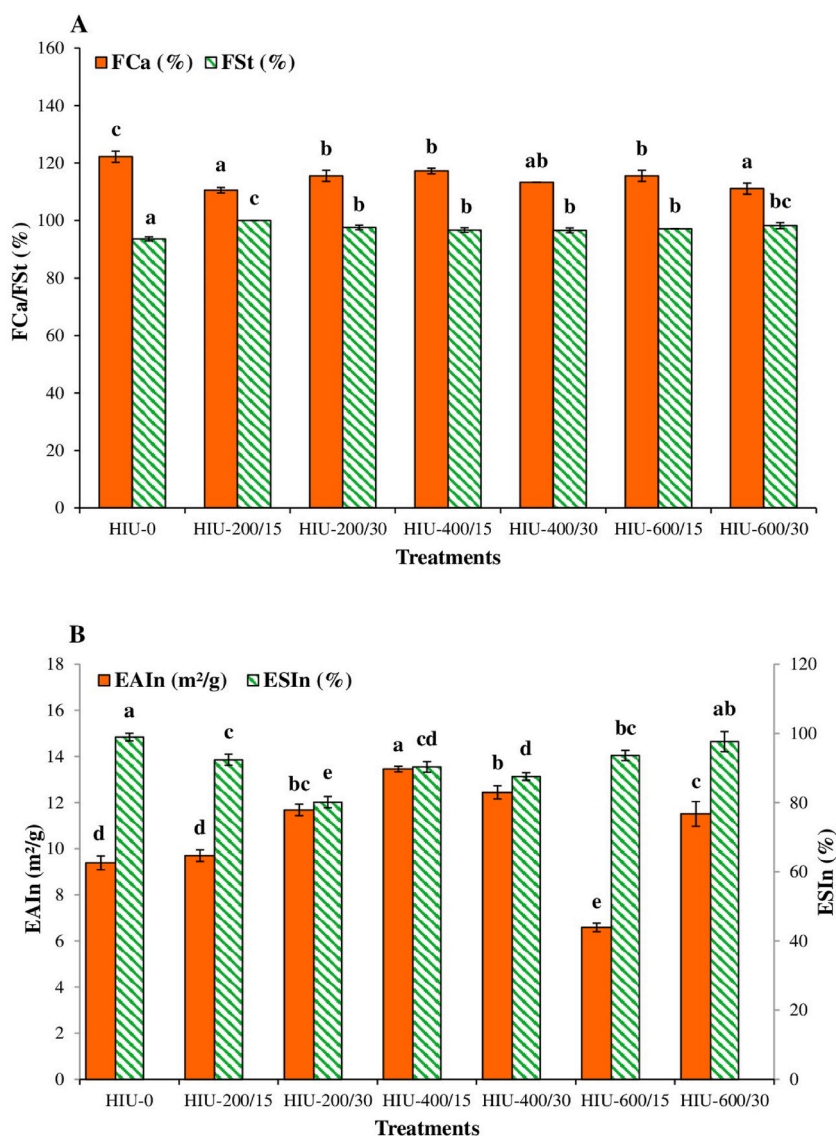 A
FCa (%) FSt (%)
160
140
120
100
80
60
40
20
0
FCa/FSt (%)
c a a c b b b b ab b b b a bc
HIU-0 HIU-200/15 HIU-200/30 HIU-400/15 HIU-400/30 HIU-600/15 HIU-600/30
Treatments
B
EAIn (m²/g) ESIn (%)
18
16
14
12
10
8
6
4
2
0
EAIn (m²/g)
d a d c bc e a cd b d e bc c ab
120
100
80
60
40
20
0
ESIn (%)
HIU-0 HIU-200/15 HIU-200/30 HIU-400/15 HIU-400/30 HIU-600/15 HIU-600/30
Treatments